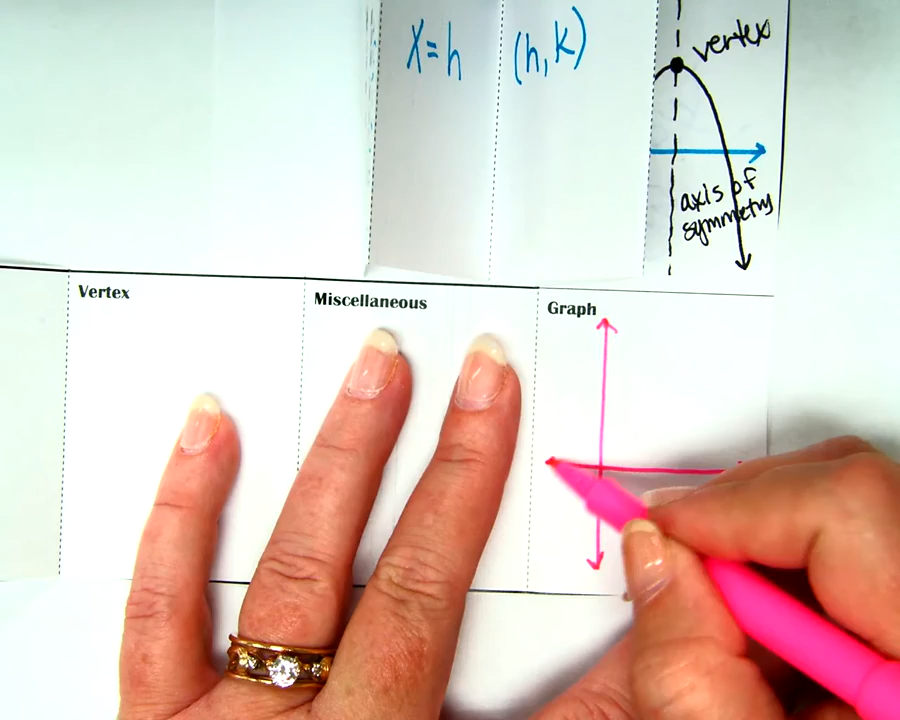 X=h
(h,k)
vertex
axis of
symmetry
Vertex
Miscellaneous
Graph